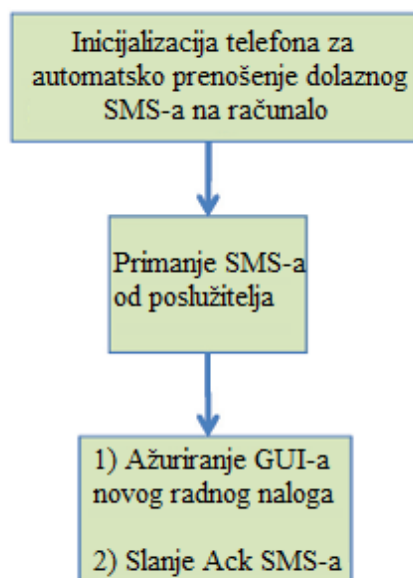 Inicijalizacija telefona za
automatsko prenošenje dolaznog
SMS-a na računalo
Primanje SMS-a
od poslužitelja
1) Ažuriranje GUI-a
novog radnog naloga
2) Slanje Ack SMS-a